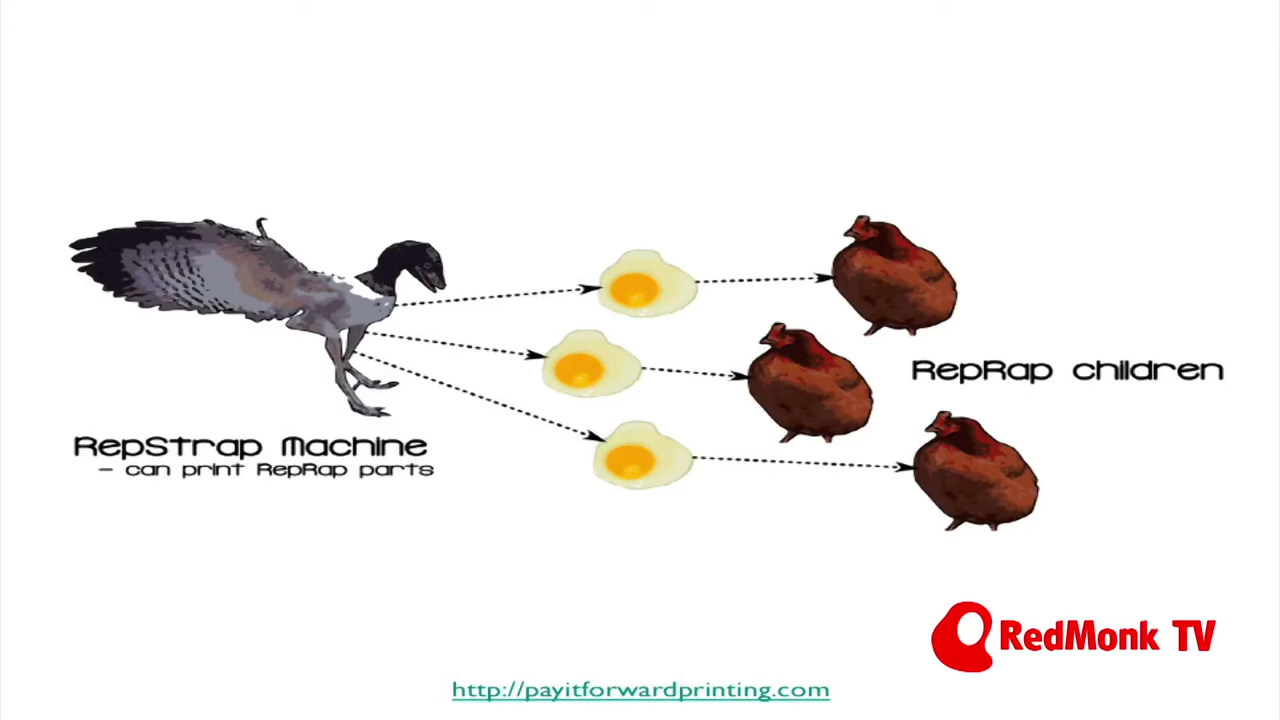 RepRap children
RepStrap Machine
- can print RepRap parts
RedMonk TV
http://payitforwardprinting.com